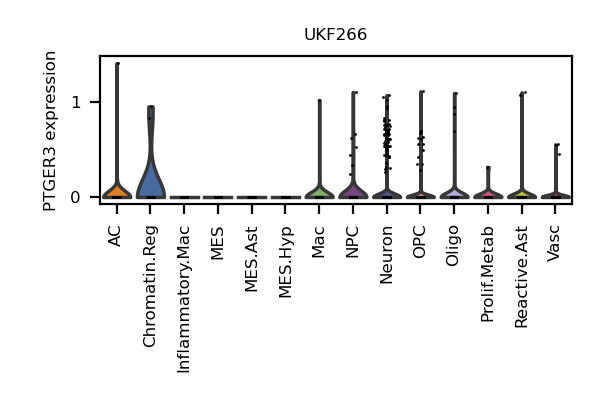 UKF266
PTGER3 expression
1
0
AC
Chromatin.Reg
Inflammatory.Mac
MES
MES.Ast
MES.Hyp
Mac
NPC
Neuron
OPC
Oligo
Prolif.Metab
Reactive.Ast
Vasc